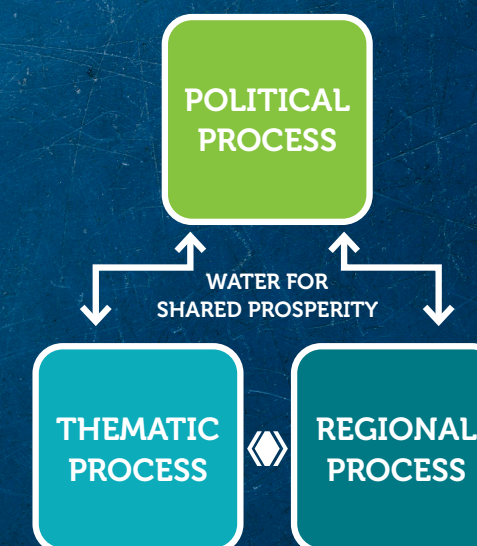 POLITICAL
PROCESS
WATER FOR
SHARED PROSPERITY
THEMATIC
PROCESS
REGIONAL
PROCESS